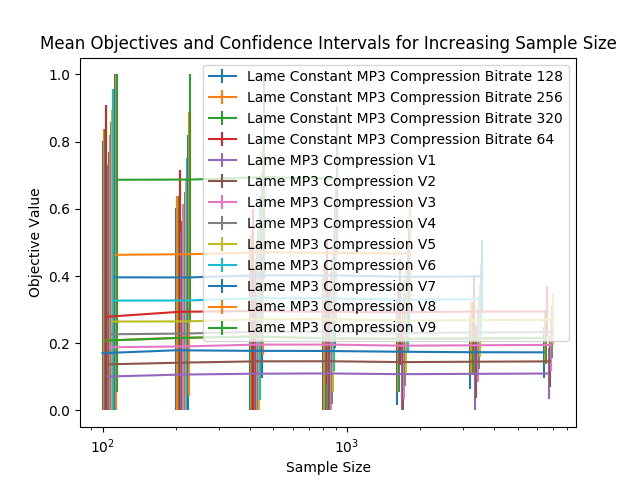 Mean Objectives and Confidence Intervals for Increasing Sample Size
1.0
0.8
0.6
0.4
0.2
0.0
Objective Value
Lame Constant MP3 Compression Bitrate 128
Lame Constant MP3 Compression Bitrate 256
Lame Constant MP3 Compression Bitrate 320
Lame Constant MP3 Compression Bitrate 64
Lame MP3 Compression V1
Lame MP3 Compression V2
Lame MP3 Compression V3
Lame MP3 Compression V4
Lame MP3 Compression V5
Lame MP3 Compression V6
Lame MP3 Compression V7
Lame MP3 Compression V8
Lame MP3 Compression V9
10² 10³
Sample Size